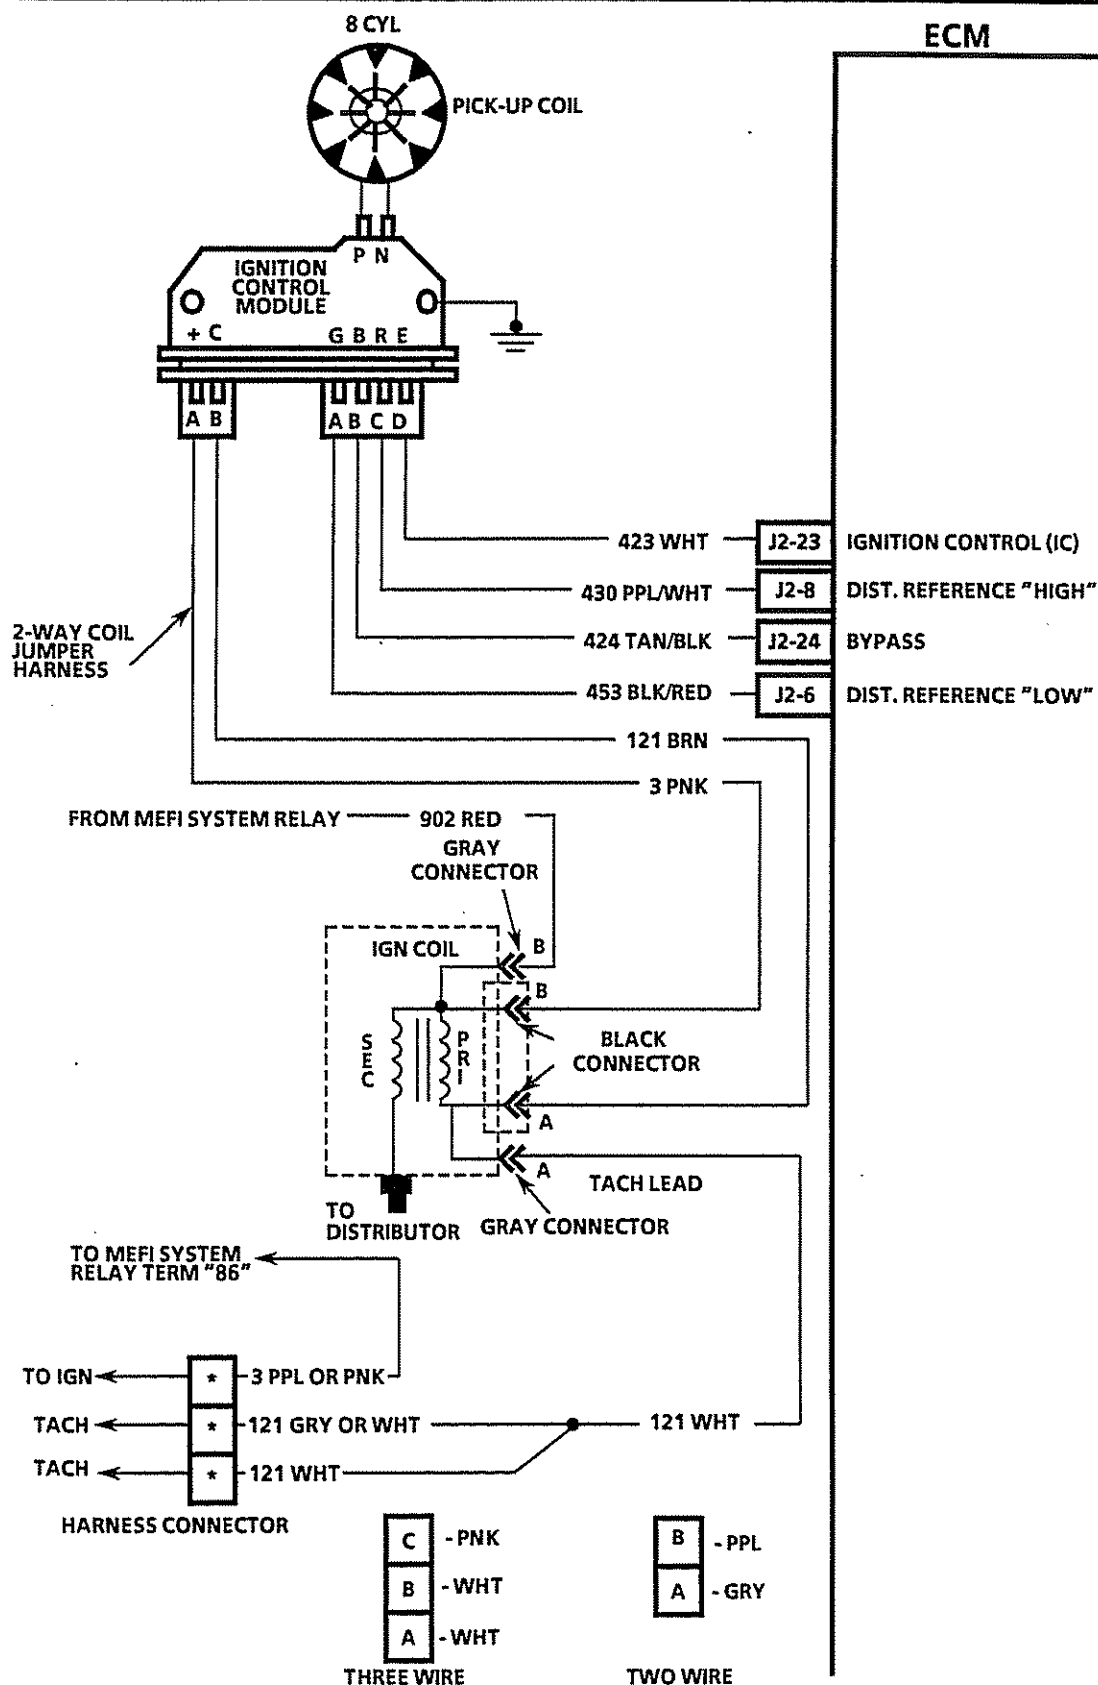 8 CYL
ECM
PICK-UP COIL
P N
IGNITION
CONTROL
MODULE
+ C
G B R E
A B
A B C D
423 WHT
J2-23
IGNITION CONTROL (IC)
430 PPL/WHT
J2-8
DIST. REFERENCE "HIGH"
2-WAY COIL
JUMPER
HARNESS
424 TAN/BLK
J2-24
BYPASS
453 BLK/RED
J2-6
DIST. REFERENCE "LOW"
121 BRN
3 PNK
FROM MEFI SYSTEM RELAY
902 RED
GRAY
CONNECTOR
IGN COIL
B
B
SEC
PRI
BLACK
CONNECTOR
A
A
TACH LEAD
TO
DISTRIBUTOR
GRAY CONNECTOR
TO MEFI SYSTEM
RELAY TERM "86"
TO IGN
*
3 PPL OR PNK
TACH
*
121 GRY OR WHT
121 WHT
TACH
*
121 WHT
HARNESS CONNECTOR
C
-PNK
B
-WHT
A
-WHT
THREE WIRE
B
-PPL
A
-GRY
TWO WIRE